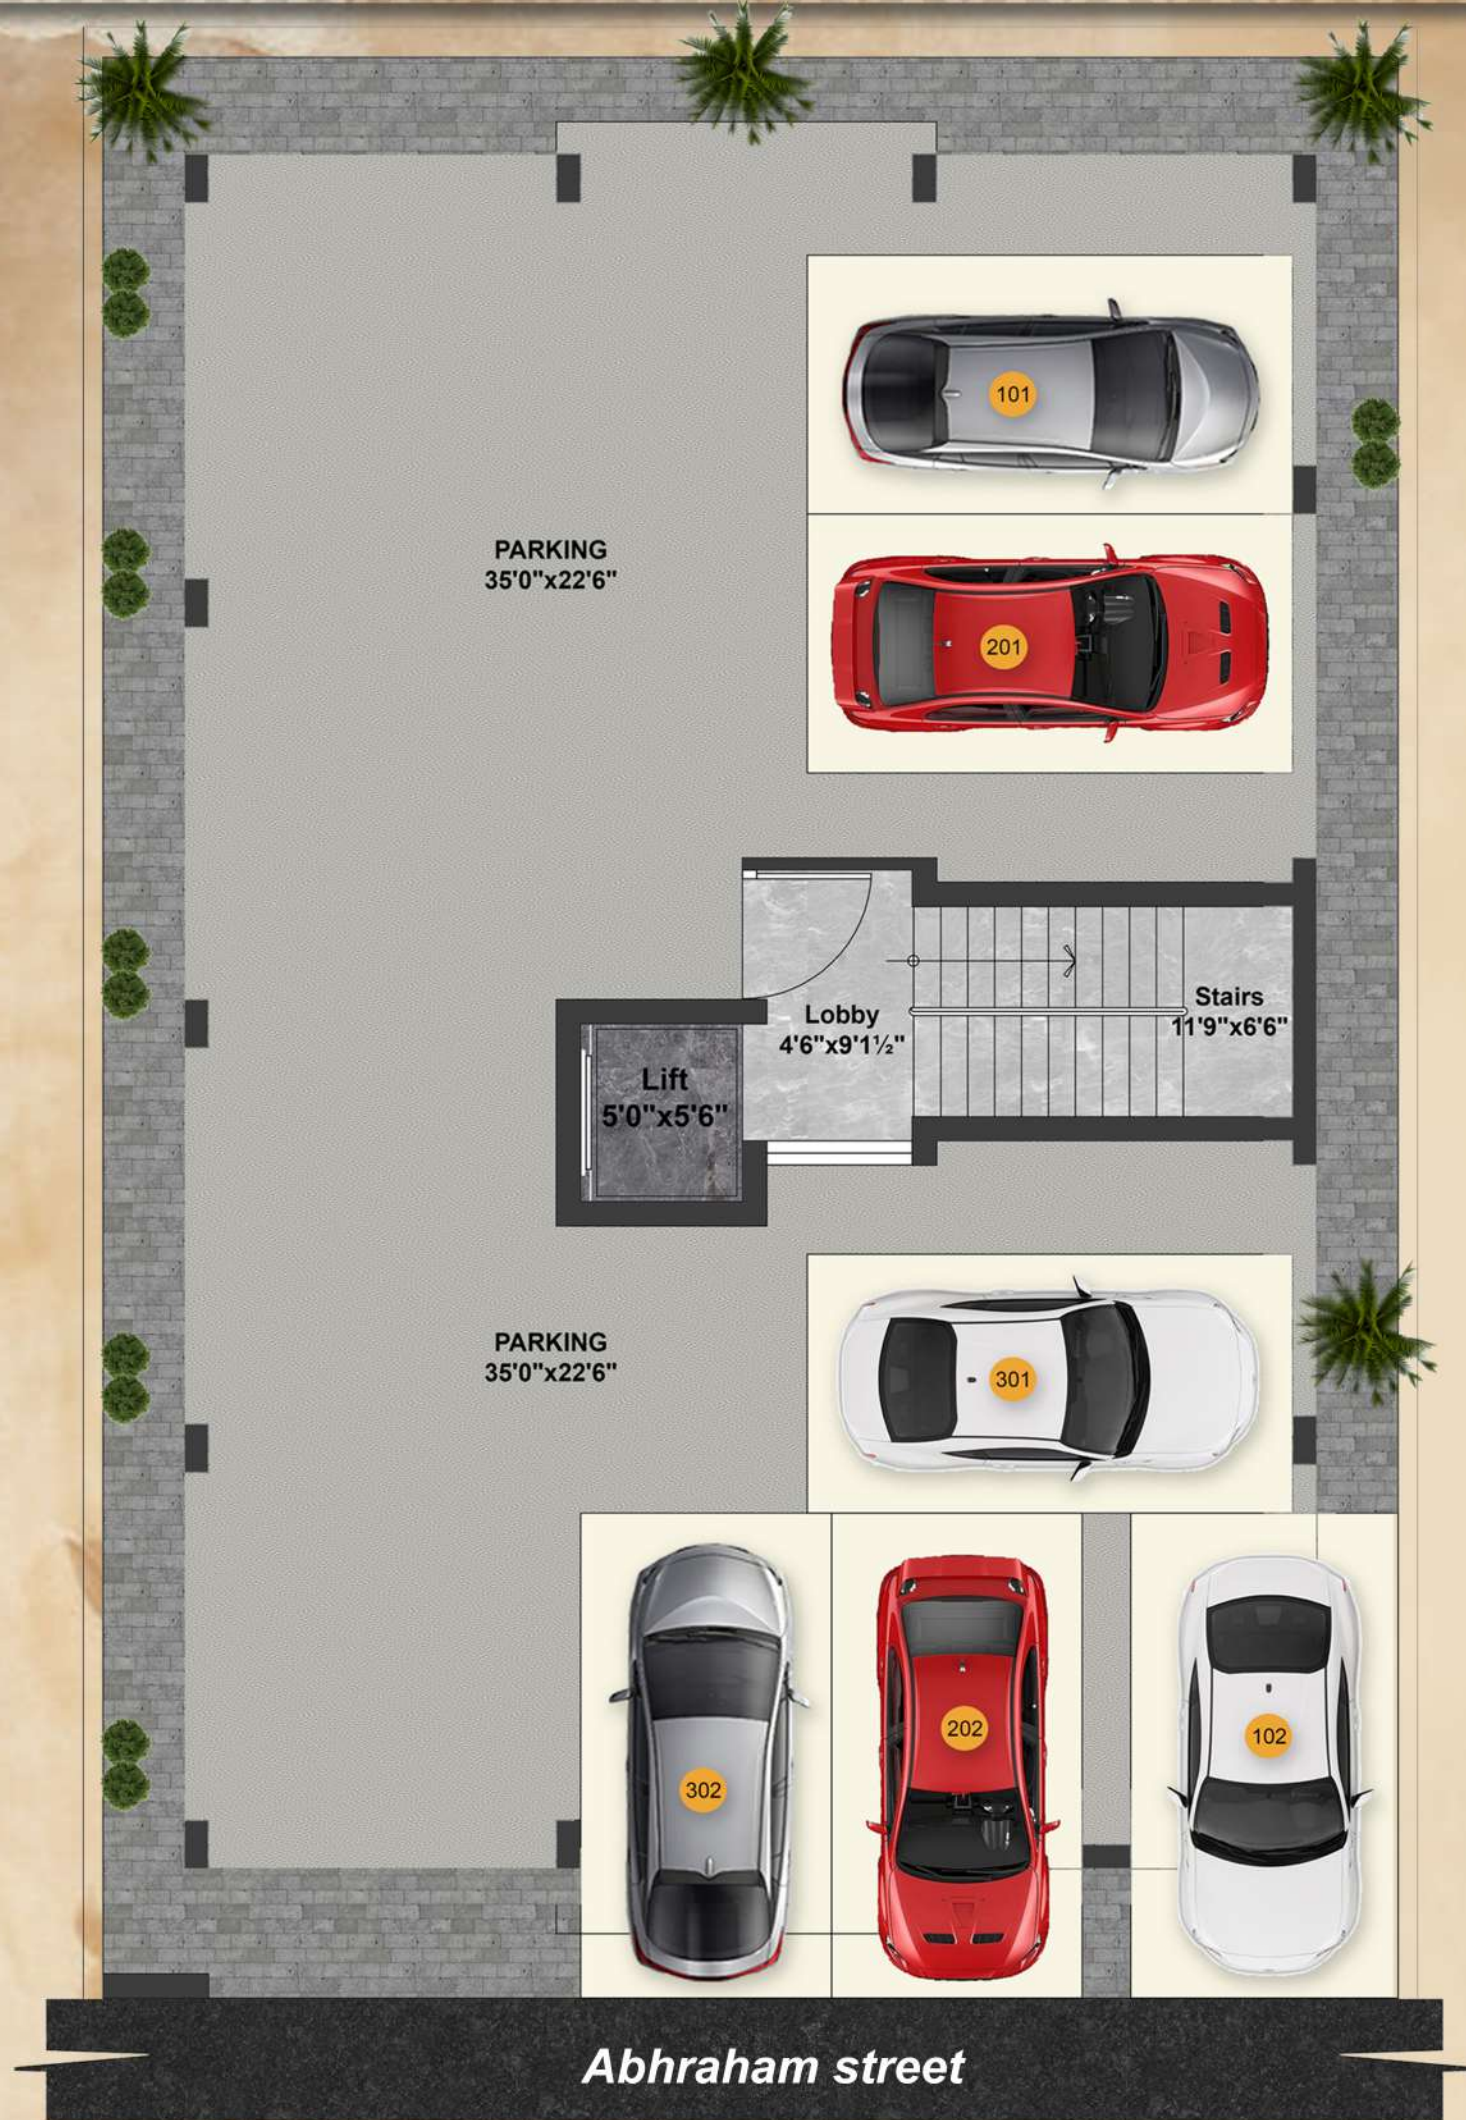 101
PARKING
35'0"x22'6"
201
Stairs
11'9"x6'6"
Lobby
4'6"x9'1½"
Lift
5'0"x5'6"
PARKING
35'0"x22'6"
301
202
102
302
Abhraham street